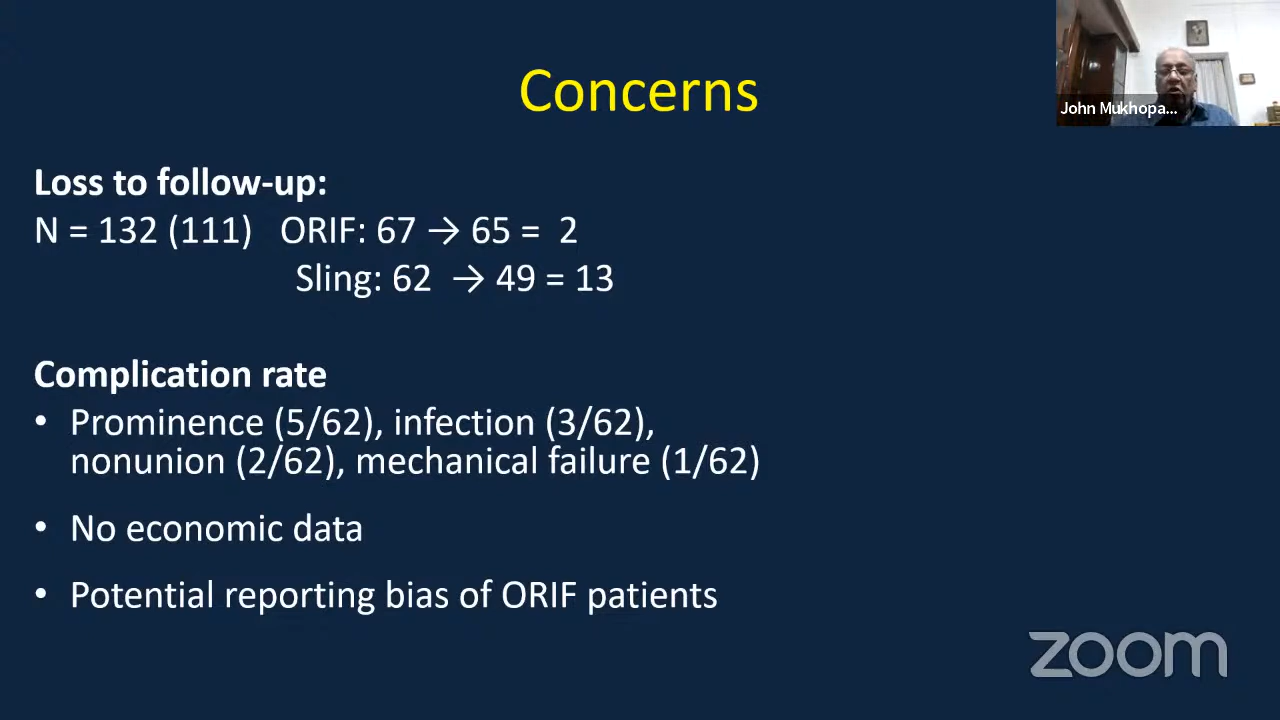 Concerns
John Mukhopa...
Loss to follow-up:
N = 132 (111) ORIF: 67 → 65 = 2
Sling: 62 → 49 = 13
Complication rate
• Prominence (5/62), infection (3/62),
nonunion (2/62), mechanical failure (1/62)
• No economic data
• Potential reporting bias of ORIF patients
zoom